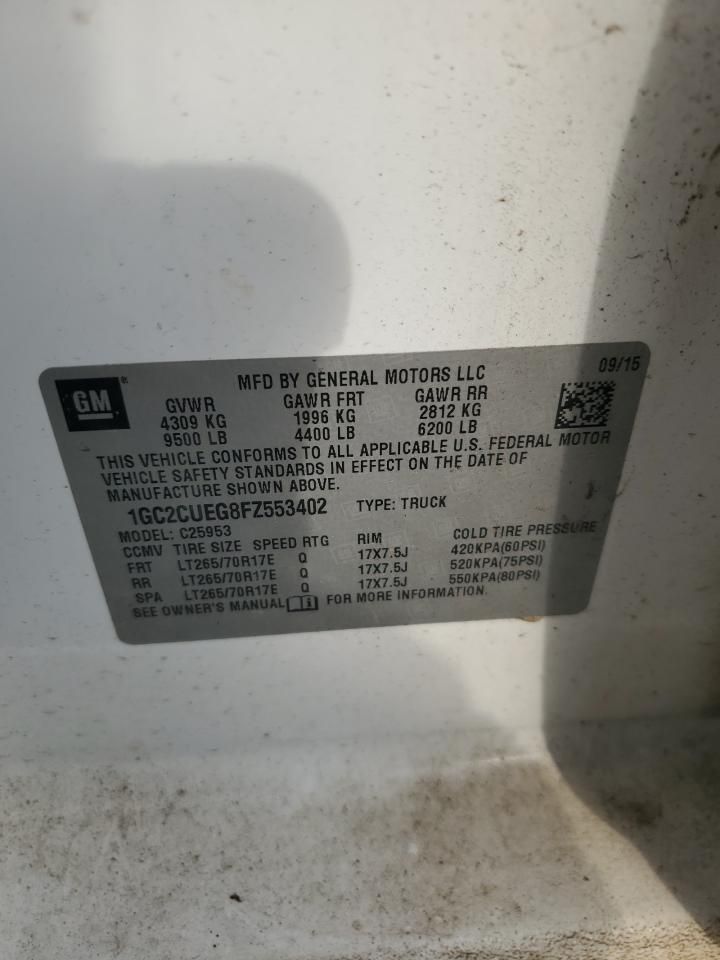 GM ®
MFD BY GENERAL MOTORS LLC 09/15
GVWR GAWR FRT GAWR RR
4309 KG 1996 KG 2812 KG
9500 LB 4400 LB 6200 LB
THIS VEHICLE CONFORMS TO ALL APPLICABLE U.S. FEDERAL MOTOR
VEHICLE SAFETY STANDARDS IN EFFECT ON THE DATE OF
MANUFACTURE SHOWN ABOVE.
1GC2CUEG8FZ553402 TYPE: TRUCK
MODEL: C25953
CCMV TIRE SIZE SPEED RTG RIM COLD TIRE PRESSURE
FRT LT265/70R17E Q 17X7.5J 420KPA(60PSI)
RR LT265/70R17E Q 17X7.5J 520KPA(75PSI)
SPA LT265/70R17E Q 17X7.5J 550KPA(80PSI)
SEE OWNER'S MANUAL FOR MORE INFORMATION.